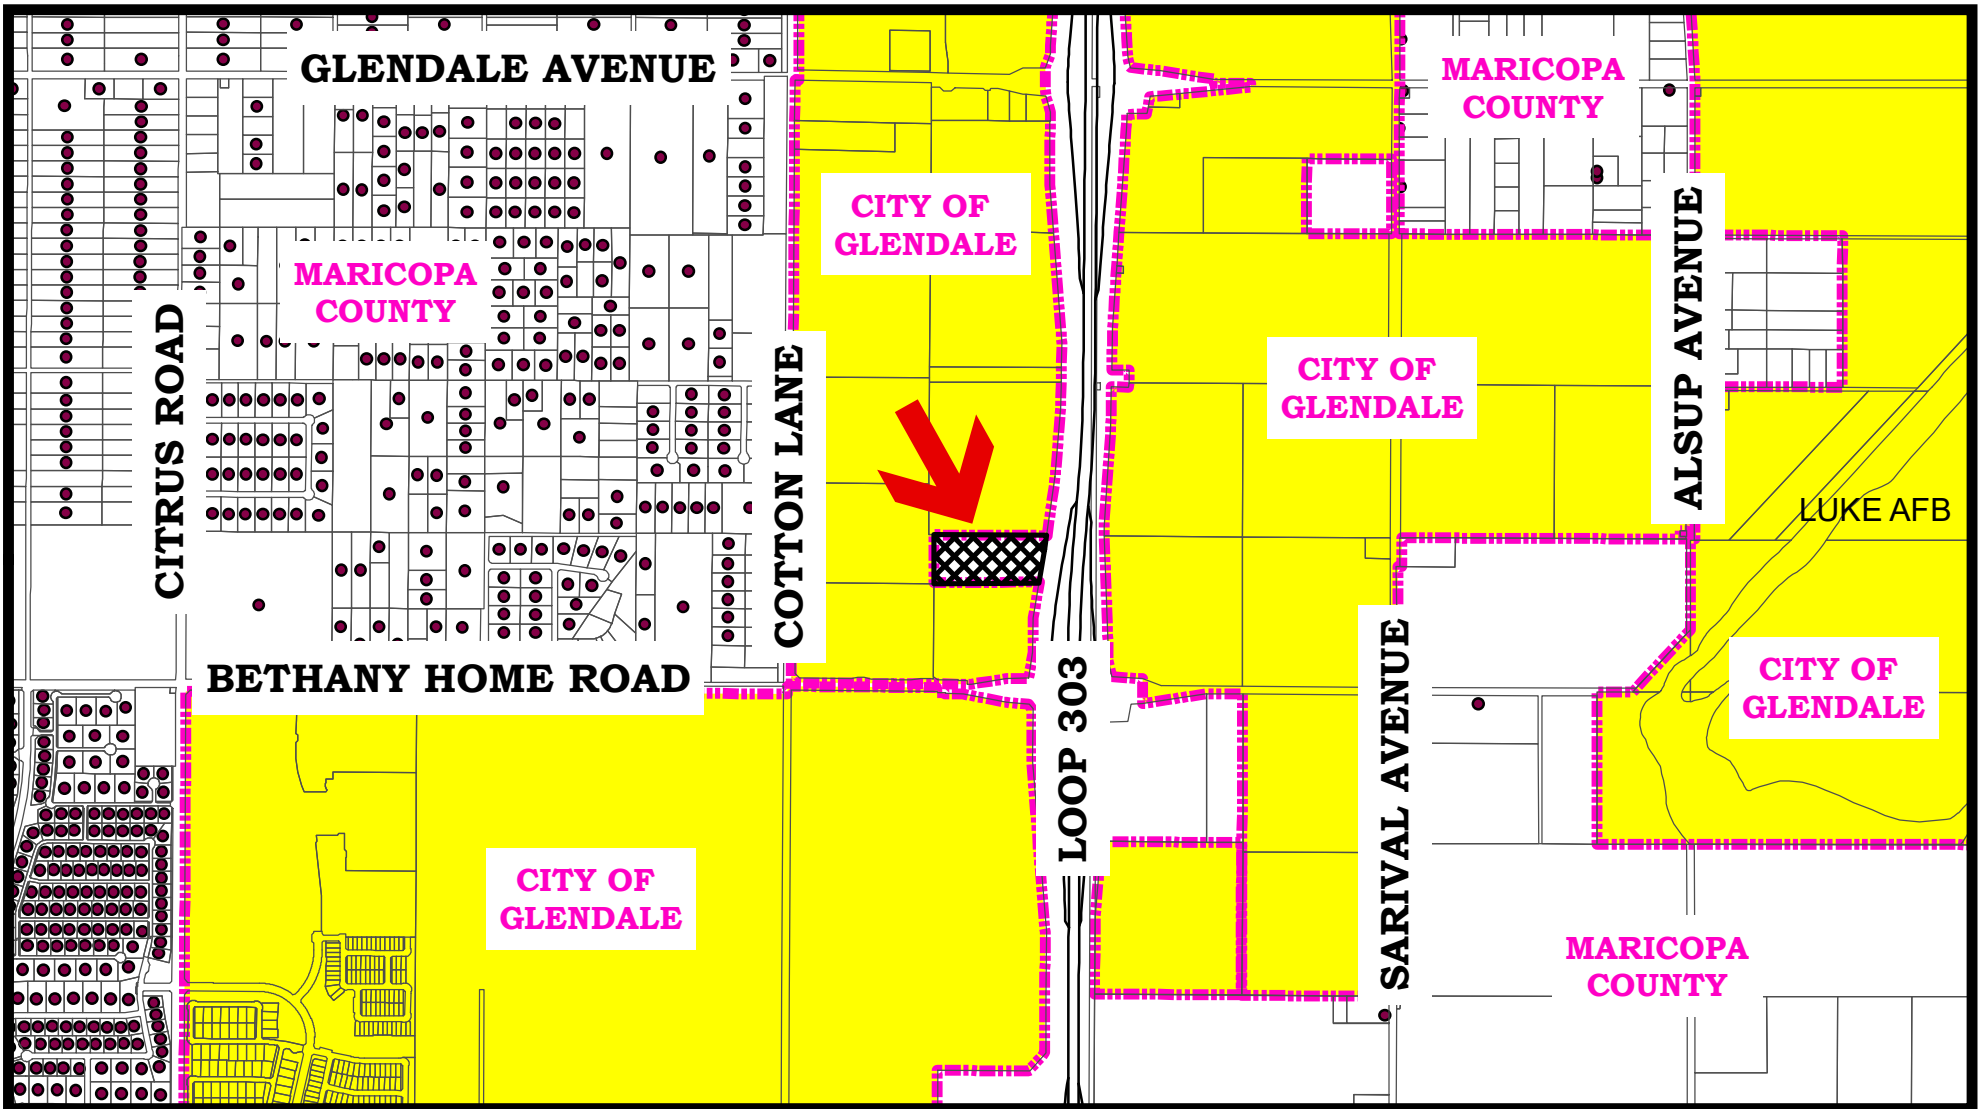 GLENDALE AVENUE
MARICOPA
COUNTY
CITY OF
GLENDALE
MARICOPA
COUNTY
CITRUS ROAD
COTTON LANE
CITY OF
GLENDALE
ALSUP AVENUE
LUKE AFB
BETHANY HOME ROAD
LOOP 303
SARIVAL AVENUE
CITY OF
GLENDALE
CITY OF
GLENDALE
MARICOPA
COUNTY